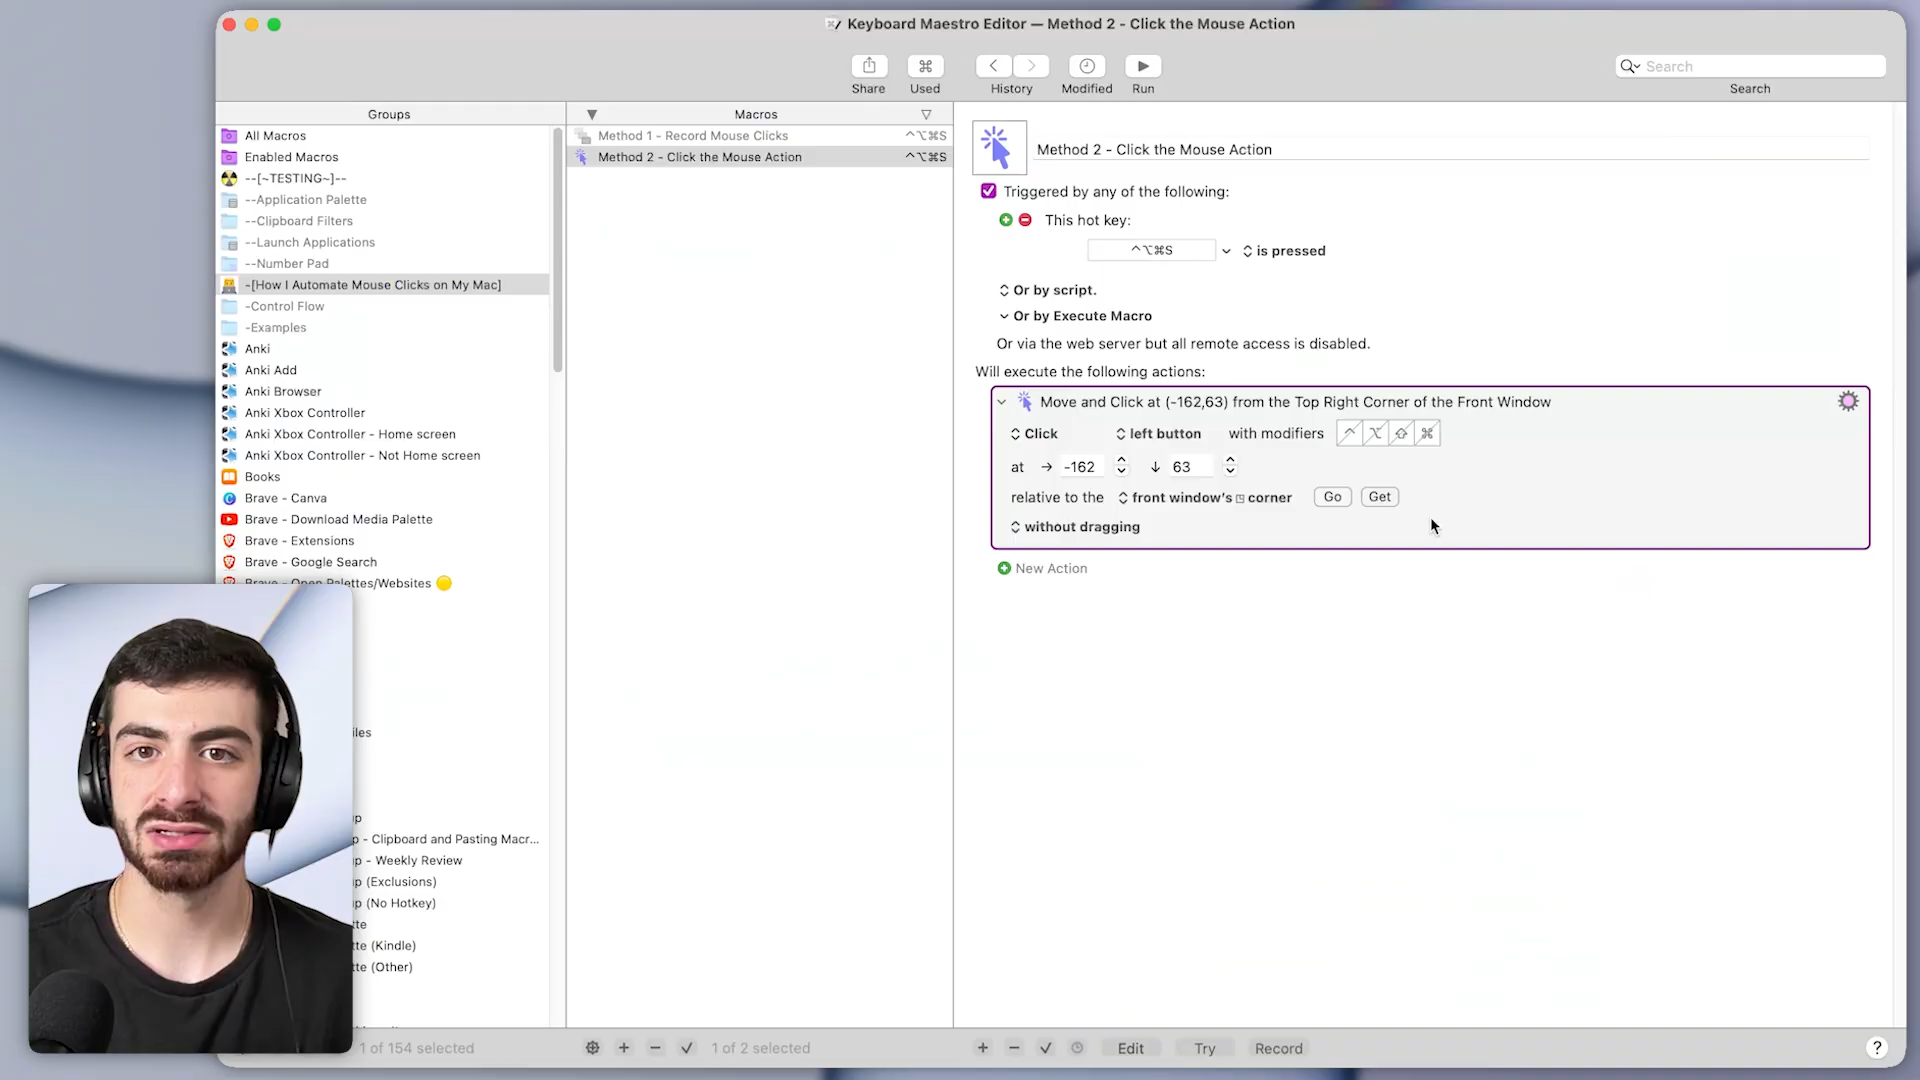 Keyboard Maestro Editor — Method 2 - Click the Mouse Action
Share
Used
History
Modified
Run
Search
Search
Groups
All Macros
Enabled Macros
--[~TESTING~]--
--Application Palette
--Clipboard Filters
--Launch Applications
--Number Pad
-[How I Automate Mouse Clicks on My Mac]
-Control Flow
-Examples
Anki
Anki Add
Anki Browser
Anki Xbox Controller
Anki Xbox Controller - Home screen
Anki Xbox Controller - Not Home screen
Books
Brave - Canva
Brave - Download Media Palette
Brave - Extensions
Brave - Google Search
Brave - Open Palettes/Websites
iles
p
p - Clipboard and Pasting Macr...
p - Weekly Review
p (Exclusions)
p (No Hotkey)
tte
tte (Kindle)
tte (Other)
1 of 154 selected
Macros
Method 1 - Record Mouse Clicks ⌃⌥⌘S
Method 2 - Click the Mouse Action ⌃⌥⌘S
1 of 2 selected
Method 2 - Click the Mouse Action
Triggered by any of the following:
This hot key:
⌃⌥⌘S is pressed
Or by script.
Or by Execute Macro
Or via the web server but all remote access is disabled.
Will execute the following actions:
Move and Click at (-162,63) from the Top Right Corner of the Front Window
Click left button with modifiers ⌃ ⌥ ⇧ ⌘
at → -162 ↓ 63
relative to the front window's corner Go Get
without dragging
New Action
Edit Try Record
?